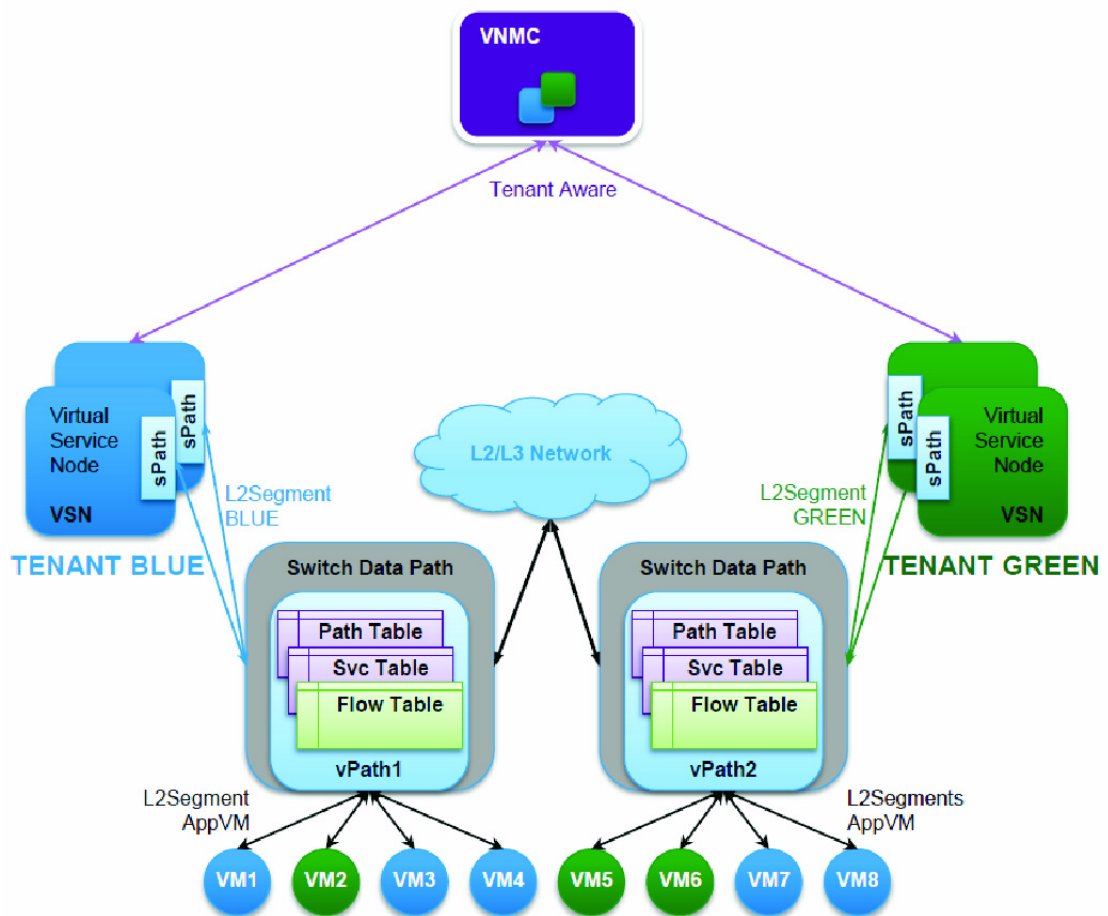 VNMC
Tenant Aware
Virtual
Service
Node
VSN
sPath
sPath
TENANT BLUE
L2Segment
BLUE
L2/L3 Network
L2Segment
GREEN
sPath
sPath
Virtual
Service
Node
VSN
TENANT GREEN
Switch Data Path
Path Table
Svc Table
Flow Table
vPath1
Switch Data Path
Path Table
Svc Table
Flow Table
vPath2
L2Segment
AppVM
L2Segments
AppVM
VM1
VM2
VM3
VM4
VM5
VM6
VM7
VM8